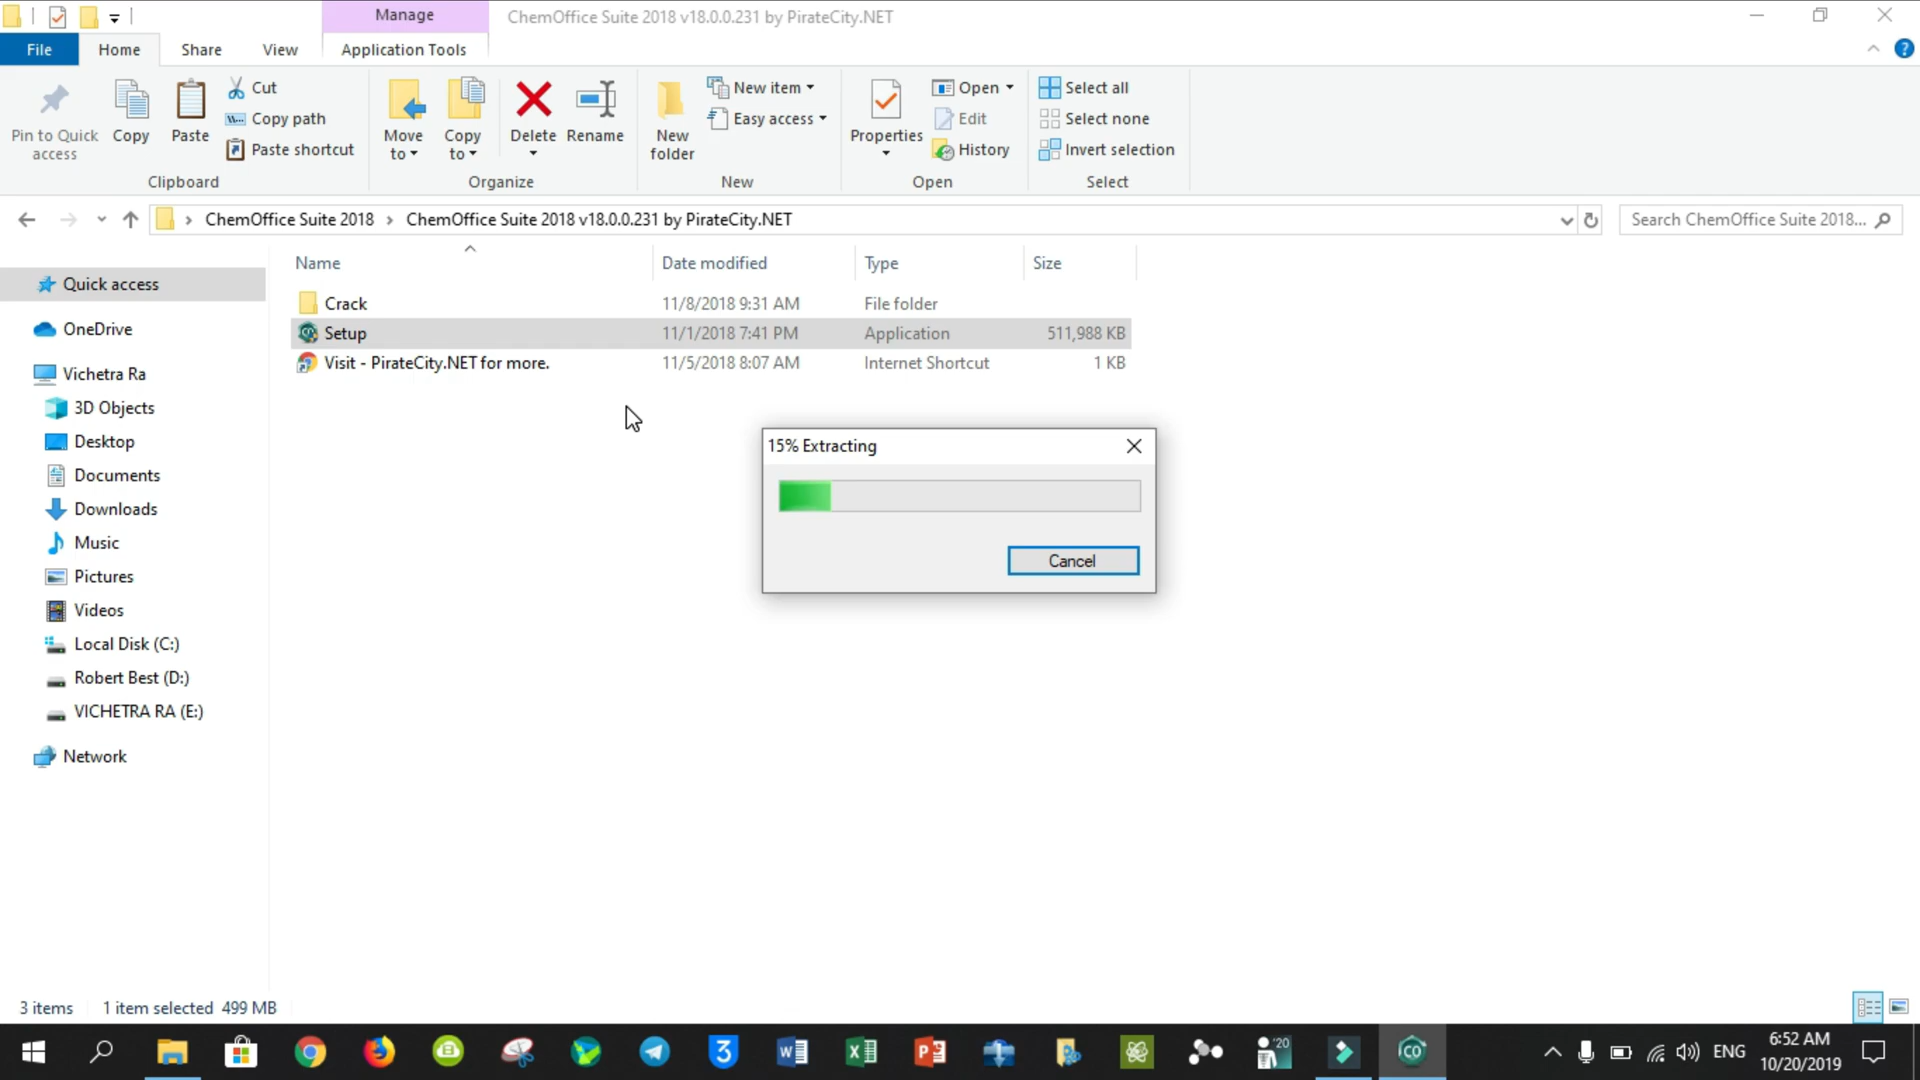 Manage
ChemOffice Suite 2018 v18.0.0.231 by PirateCity.NET
File
Home
Share
View
Application Tools
Pin to Quick access
Copy
Paste
Cut
Copy path
Paste shortcut
Clipboard
Move to
Copy to
Delete
Rename
Organize
New folder
New item
Easy access
New
Properties
Open
Edit
History
Open
Select all
Select none
Invert selection
Select
ChemOffice Suite 2018 › ChemOffice Suite 2018 v18.0.0.231 by PirateCity.NET
Search ChemOffice Suite 2018...
Name Date modified Type Size
Crack 11/8/2018 9:31 AM File folder
Setup 11/1/2018 7:41 PM Application 511,988 KB
Visit - PirateCity.NET for more. 11/5/2018 8:07 AM Internet Shortcut 1 KB
Quick access
OneDrive
Vichetra Ra
3D Objects
Desktop
Documents
Downloads
Music
Pictures
Videos
Local Disk (C:)
Robert Best (D:)
VICHETRA RA (E:)
Network
15% Extracting
Cancel
3 items 1 item selected 499 MB
ENG
6:52 AM
10/20/2019